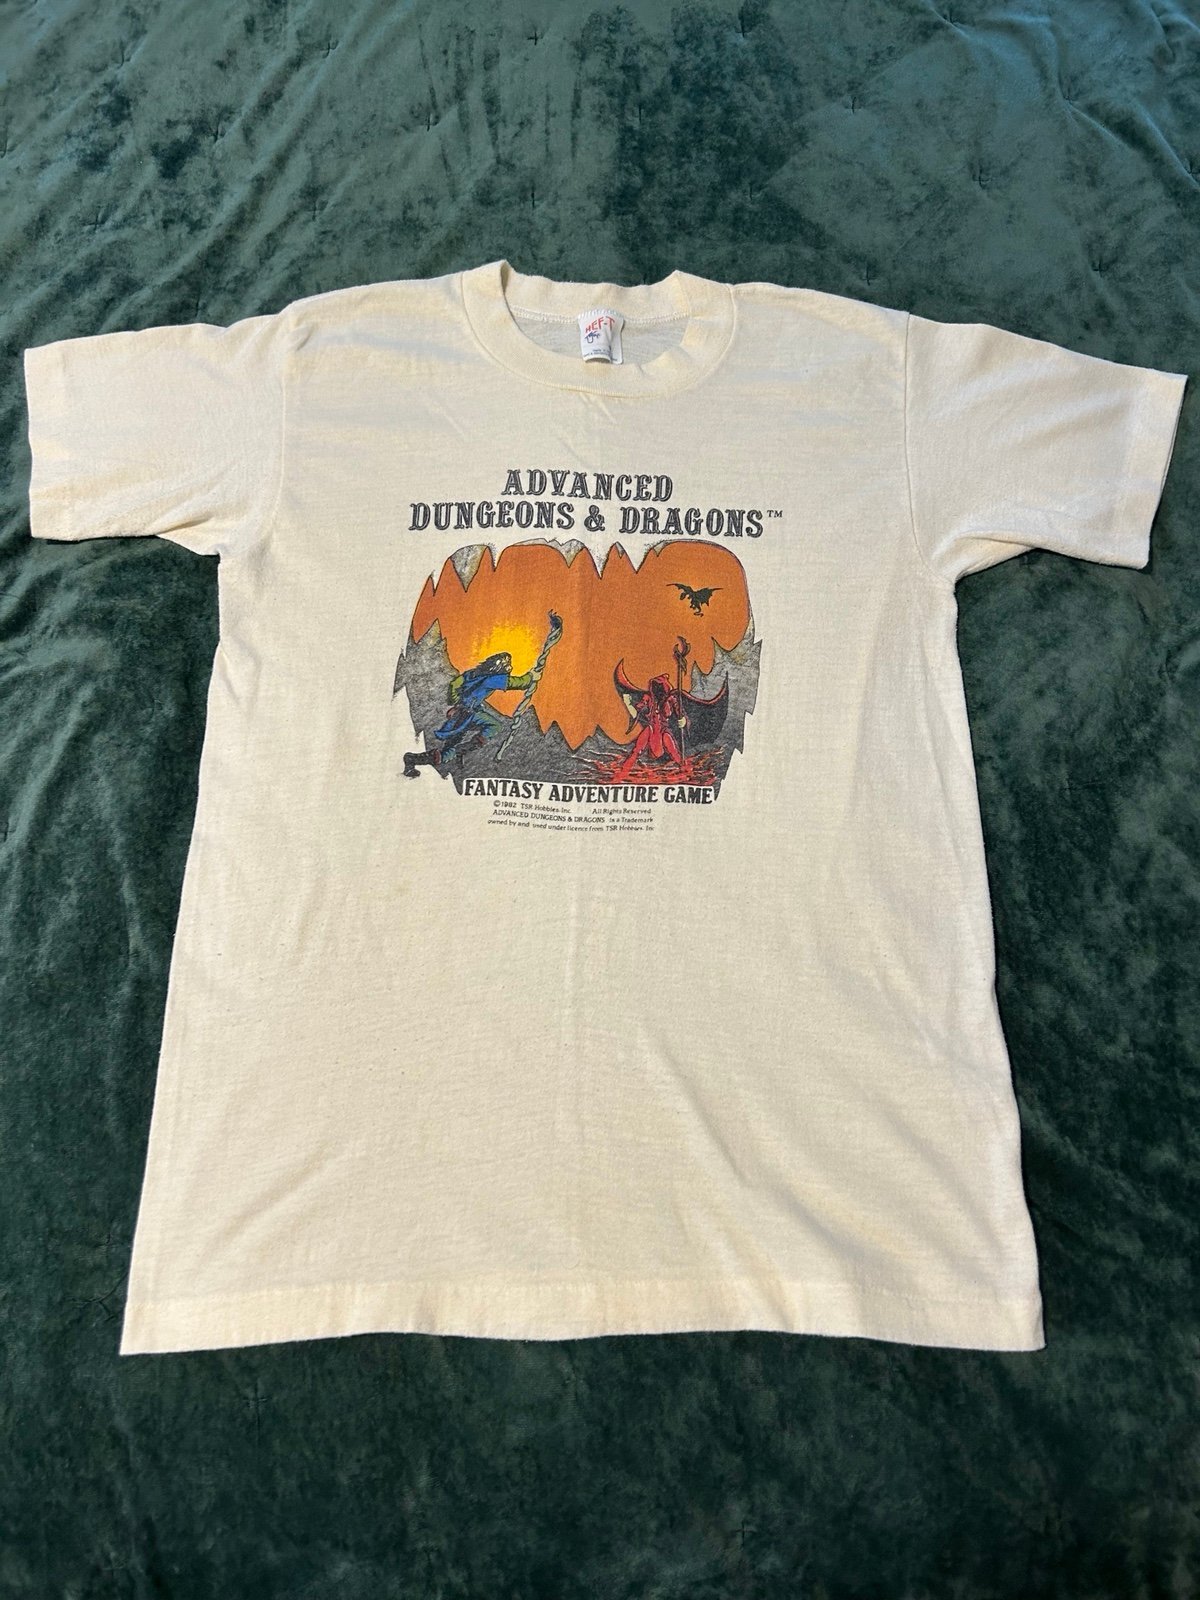 HEF-T
ADVANCED
DUNGEONS & DRAGONS™
FANTASY ADVENTURE GAME
©1982 TSR Hobbies Inc. All Rights Reserved
ADVANCED DUNGEONS & DRAGONS is a Trademark
owned by and used under licence from TSR Hobbies, Inc